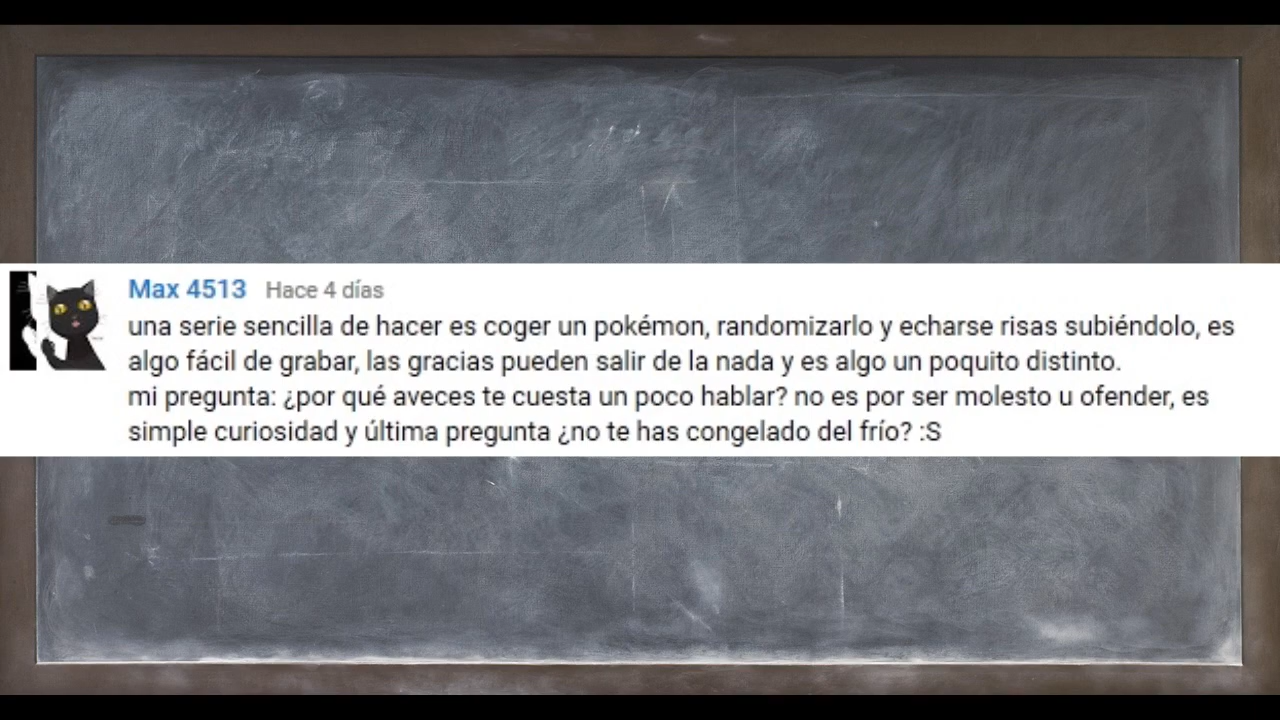 Max 4513 Hace 4 días
una serie sencilla de hacer es coger un pokémon, randomizarlo y echarse risas subiéndolo, es
algo fácil de grabar, las gracias pueden salir de la nada y es algo un poquito distinto.
mi pregunta: ¿por qué aveces te cuesta un poco hablar? no es por ser molesto u ofender, es
simple curiosidad y última pregunta ¿no te has congelado del frío? :S